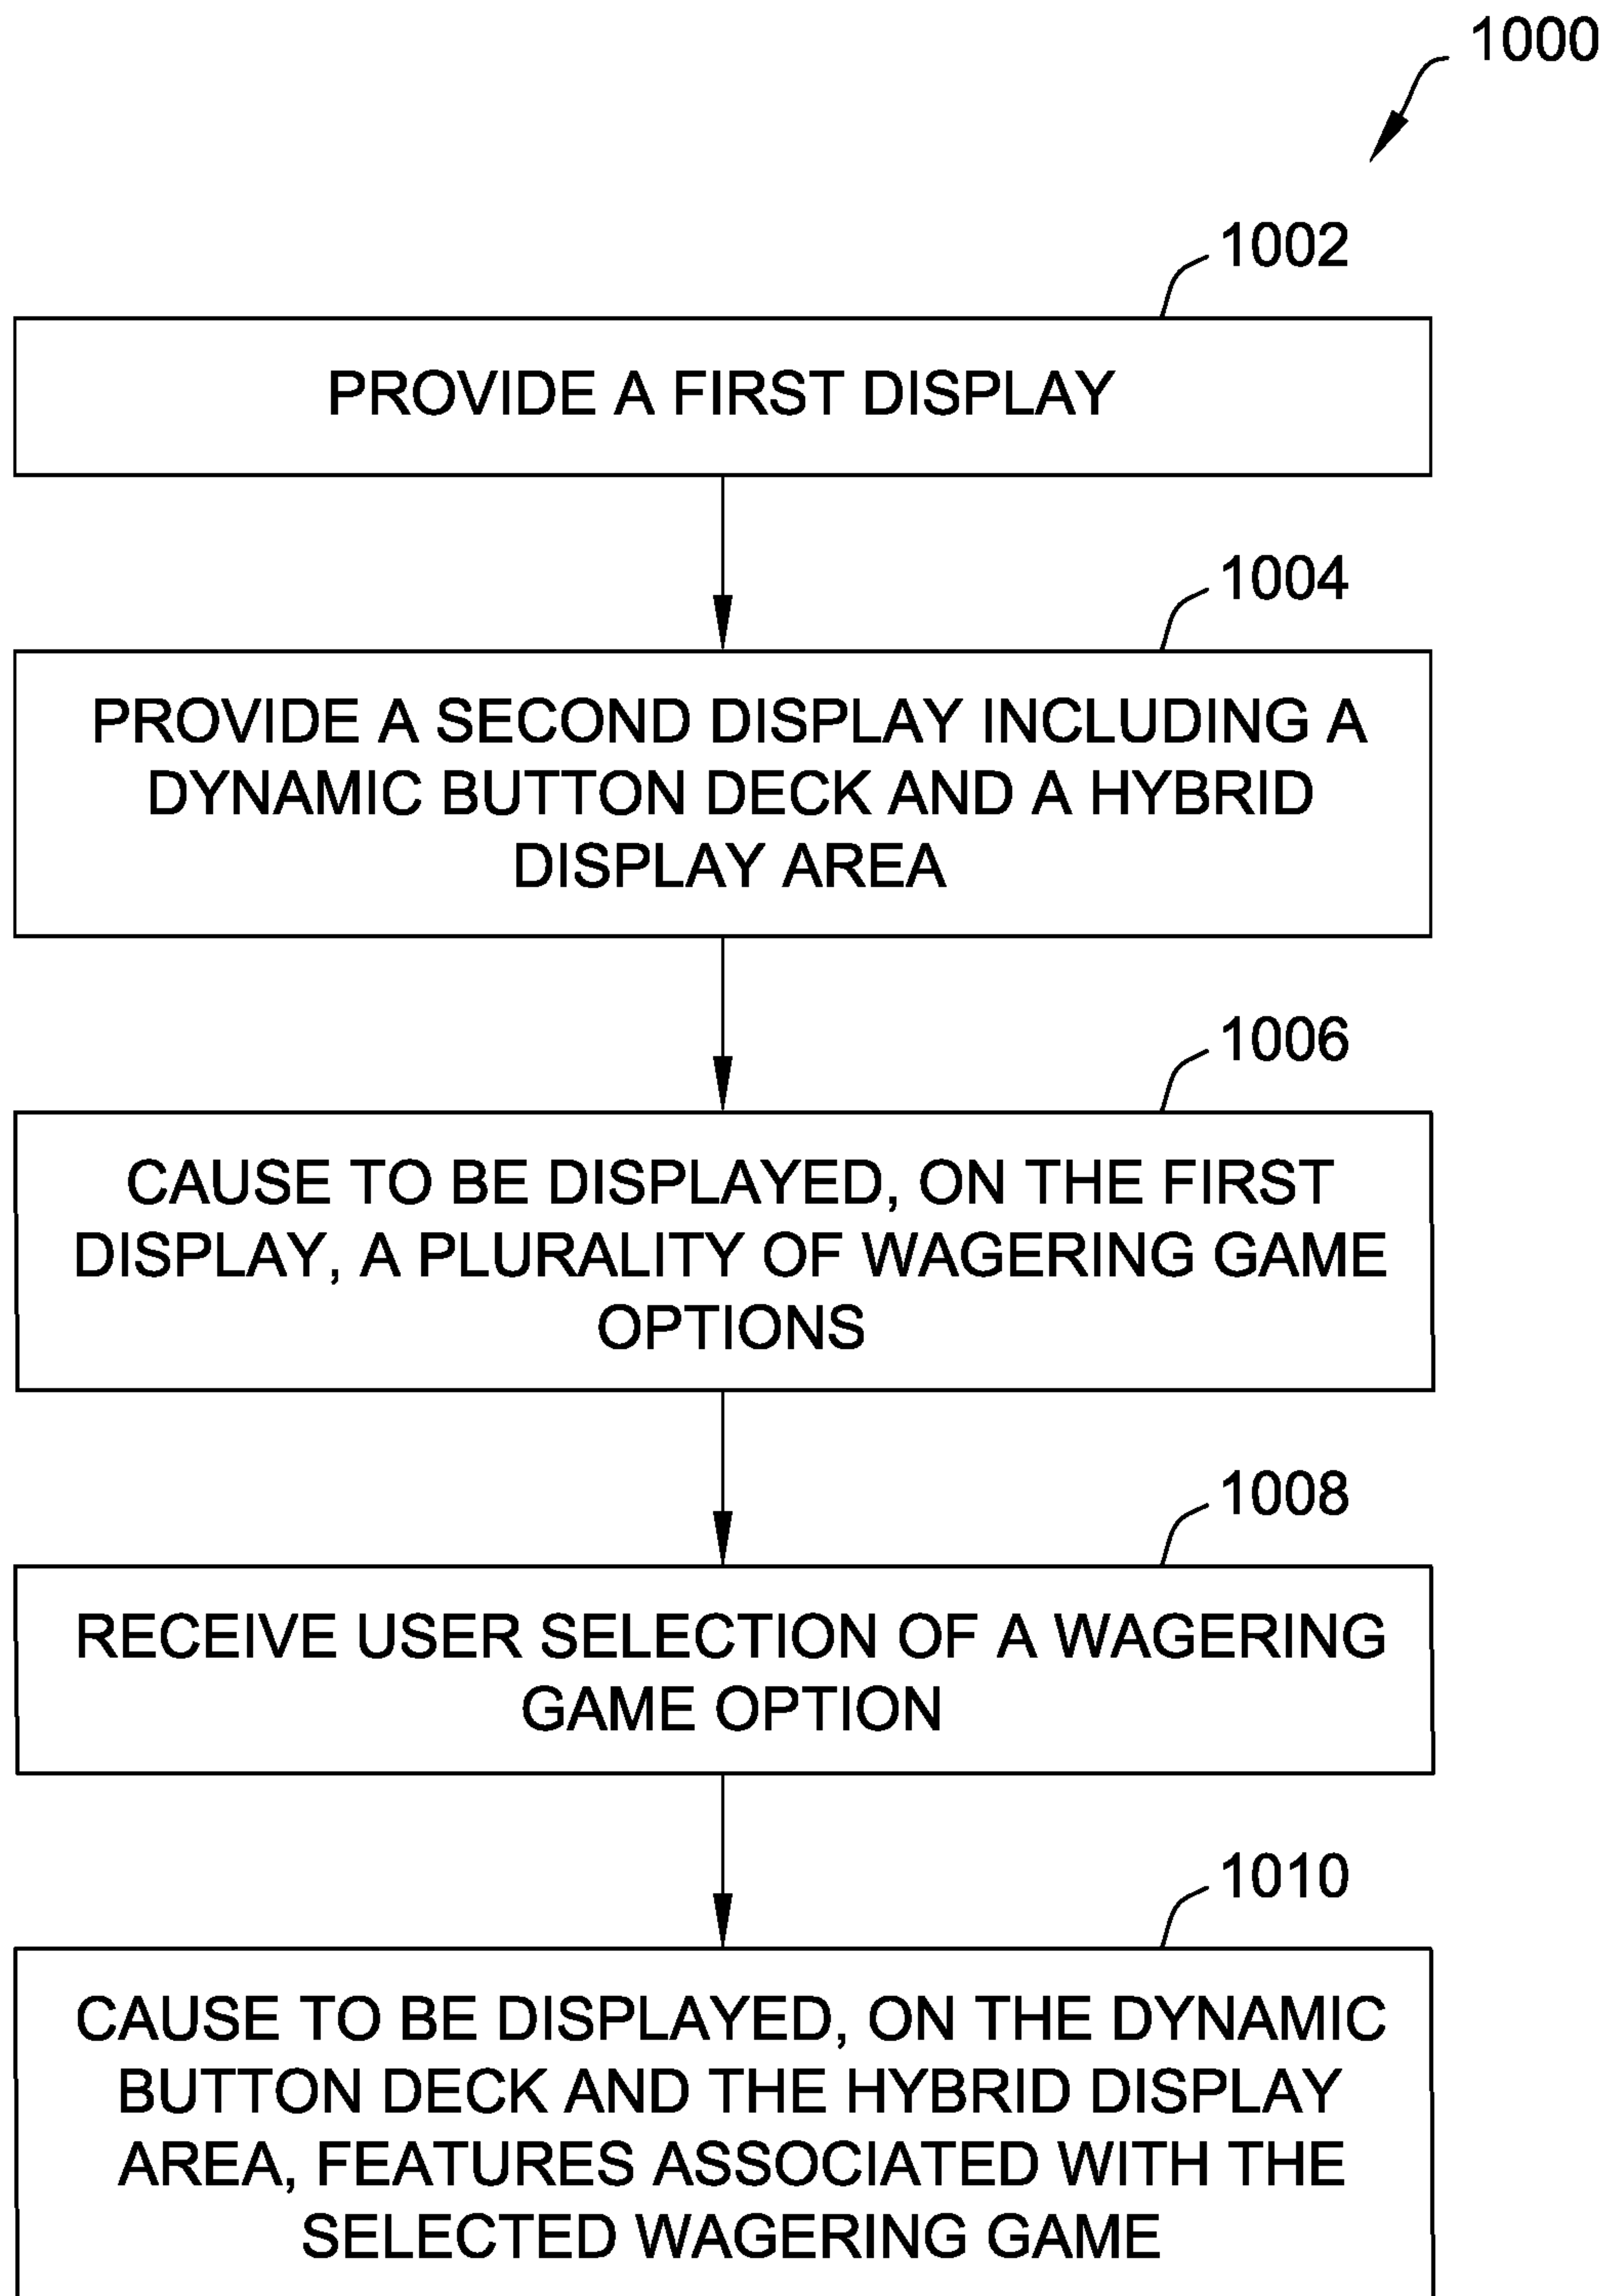 1000
1002
PROVIDE A FIRST DISPLAY
1004
PROVIDE A SECOND DISPLAY INCLUDING A
DYNAMIC BUTTON DECK AND A HYBRID
DISPLAY AREA
1006
CAUSE TO BE DISPLAYED, ON THE FIRST
DISPLAY, A PLURALITY OF WAGERING GAME
OPTIONS
1008
RECEIVE USER SELECTION OF A WAGERING
GAME OPTION
1010
CAUSE TO BE DISPLAYED, ON THE DYNAMIC
BUTTON DECK AND THE HYBRID DISPLAY
AREA, FEATURES ASSOCIATED WITH THE
SELECTED WAGERING GAME